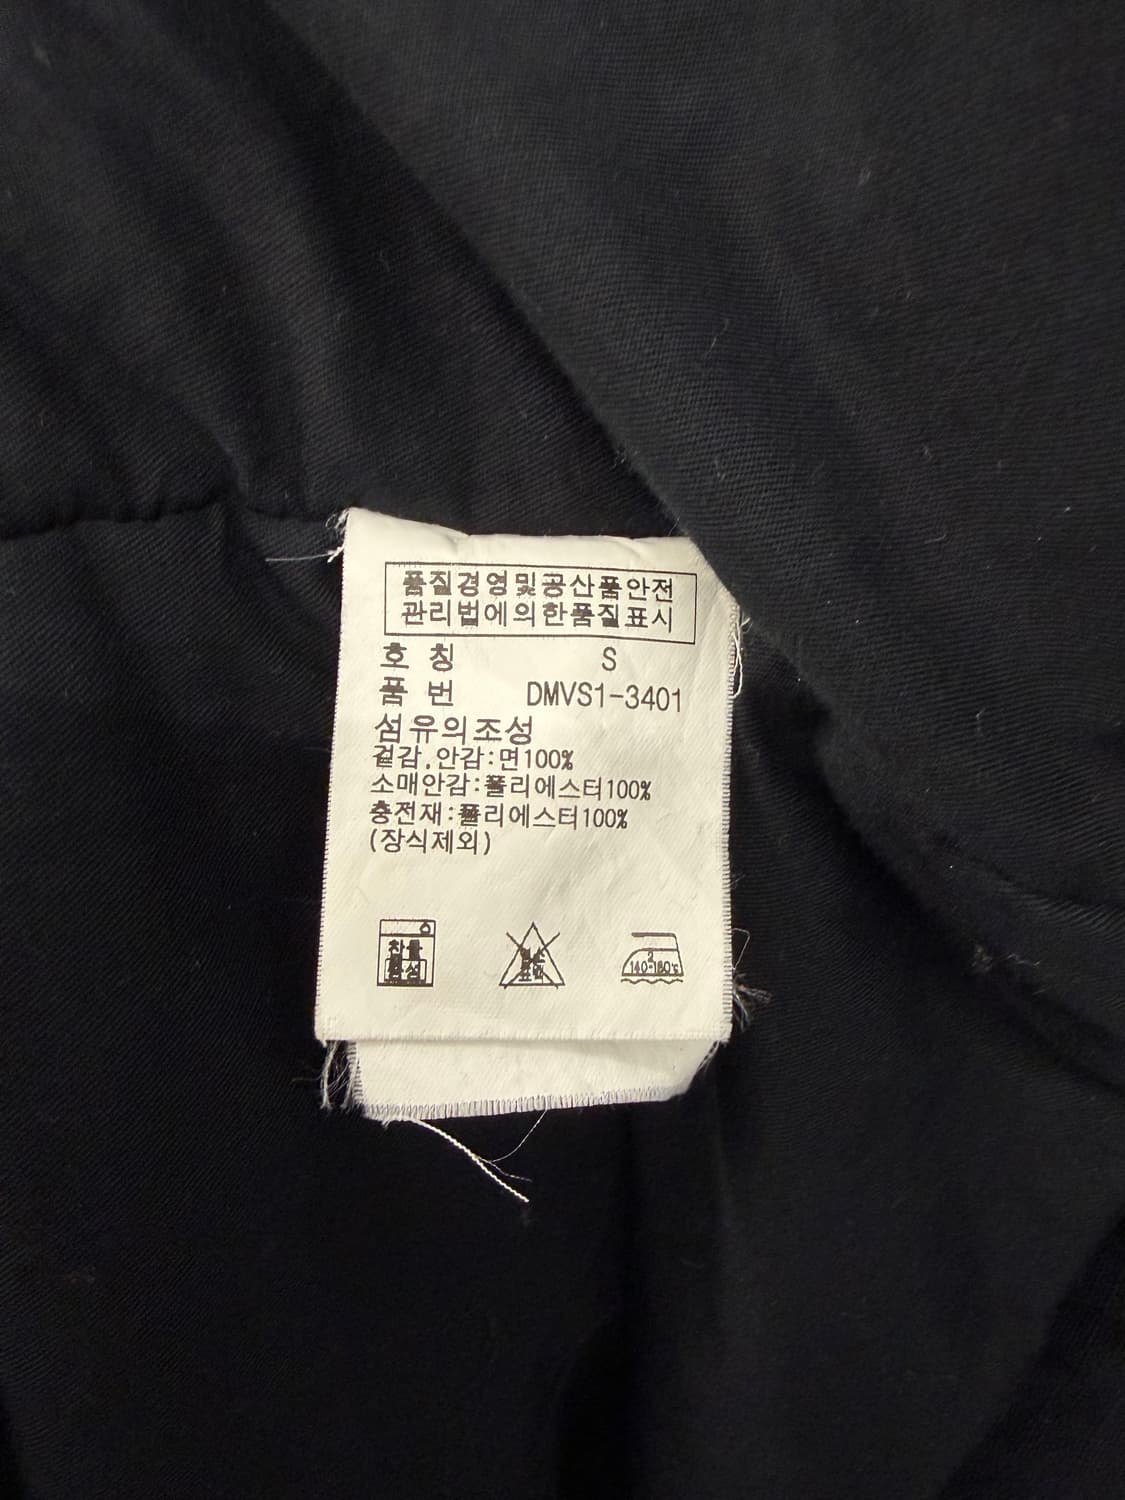 품질경영및공산품안전
관리법에의한품질표시
호 칭 S
품 번 DMVS1-3401
섬유의조성
겉감,안감:면100%
소매안감:폴리에스터100%
충전재:폴리에스터100%
(장식제외)
찬물
2
140-160℃